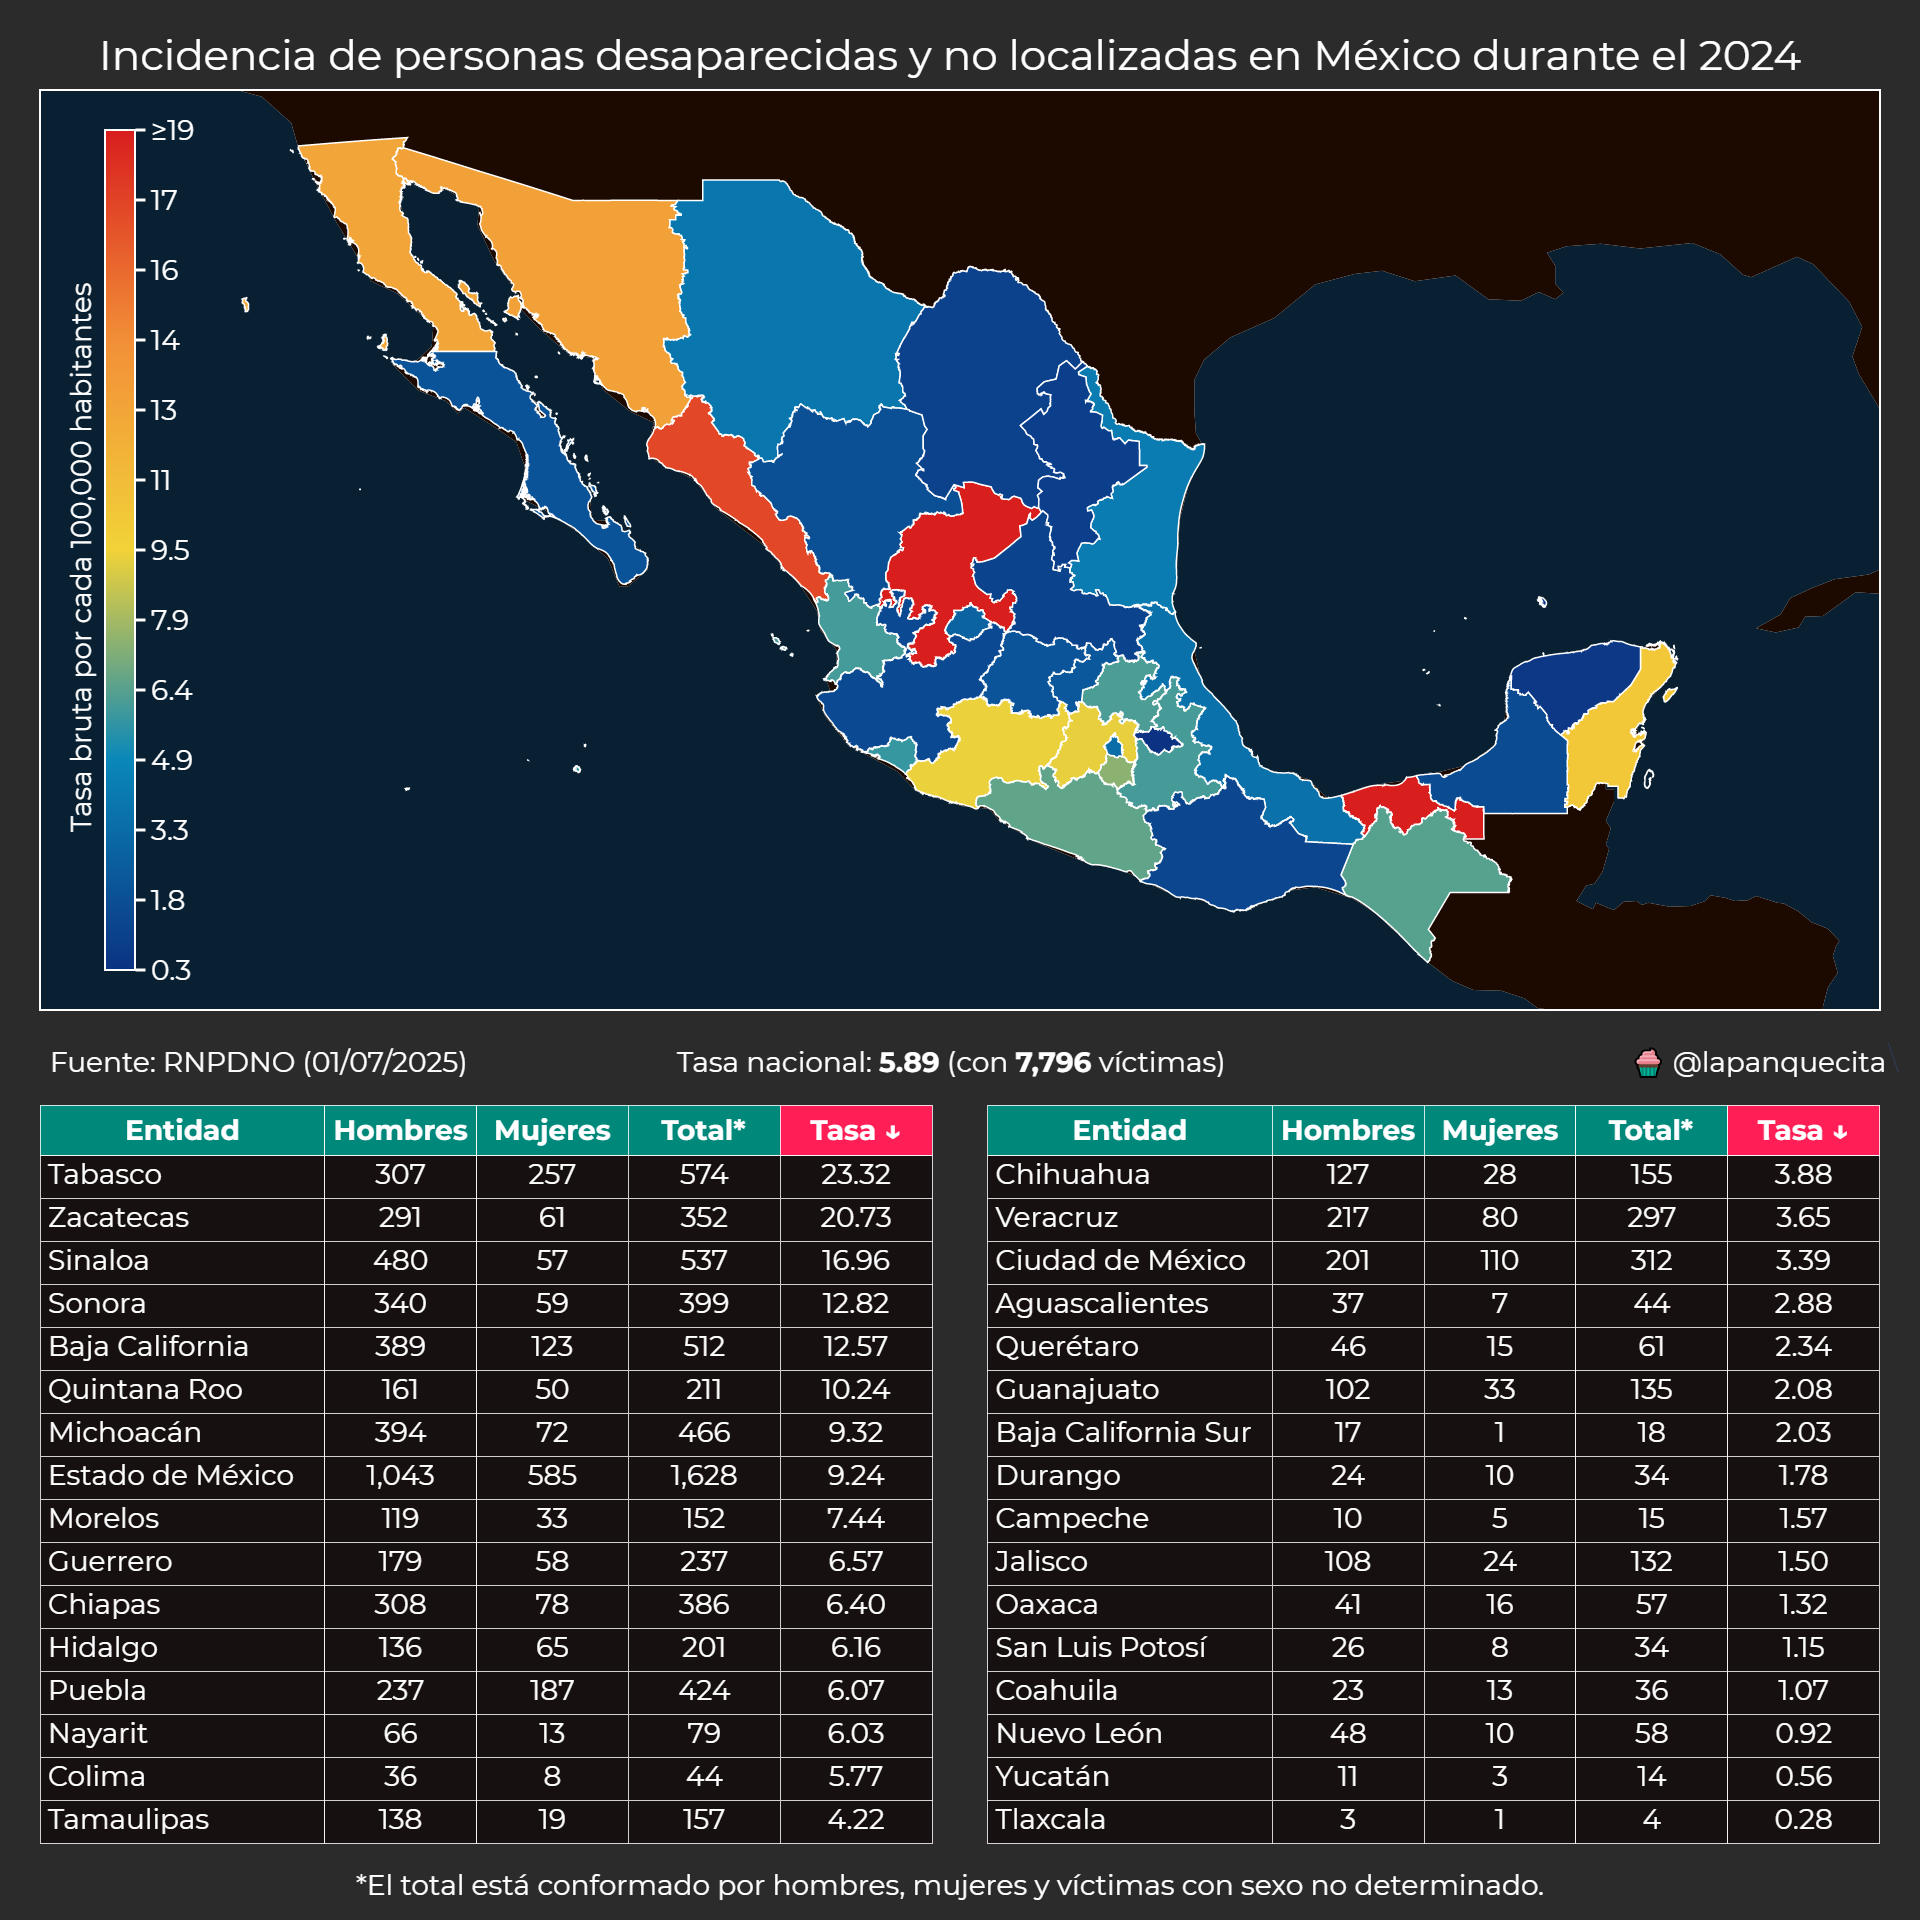 Incidencia de personas desaparecidas y no localizadas en México durante el 2024
Tasa bruta por cada 100,000 habitantes
≥19
17
16
14
13
11
9.5
7.9
6.4
4.9
3.3
1.8
0.3
Fuente: RNPDNO (01/07/2025)
Tasa nacional: 5.89 (con 7,796 víctimas)
@lapanquecita
Entidad Hombres Mujeres Total* Tasa ↓
Tabasco 307 257 574 23.32
Zacatecas 291 61 352 20.73
Sinaloa 480 57 537 16.96
Sonora 340 59 399 12.82
Baja California 389 123 512 12.57
Quintana Roo 161 50 211 10.24
Michoacán 394 72 466 9.32
Estado de México 1,043 585 1,628 9.24
Morelos 119 33 152 7.44
Guerrero 179 58 237 6.57
Chiapas 308 78 386 6.40
Hidalgo 136 65 201 6.16
Puebla 237 187 424 6.07
Nayarit 66 13 79 6.03
Colima 36 8 44 5.77
Tamaulipas 138 19 157 4.22
Entidad Hombres Mujeres Total* Tasa ↓
Chihuahua 127 28 155 3.88
Veracruz 217 80 297 3.65
Ciudad de México 201 110 312 3.39
Aguascalientes 37 7 44 2.88
Querétaro 46 15 61 2.34
Guanajuato 102 33 135 2.08
Baja California Sur 17 1 18 2.03
Durango 24 10 34 1.78
Campeche 10 5 15 1.57
Jalisco 108 24 132 1.50
Oaxaca 41 16 57 1.32
San Luis Potosí 26 8 34 1.15
Coahuila 23 13 36 1.07
Nuevo León 48 10 58 0.92
Yucatán 11 3 14 0.56
Tlaxcala 3 1 4 0.28
*El total está conformado por hombres, mujeres y víctimas con sexo no determinado.